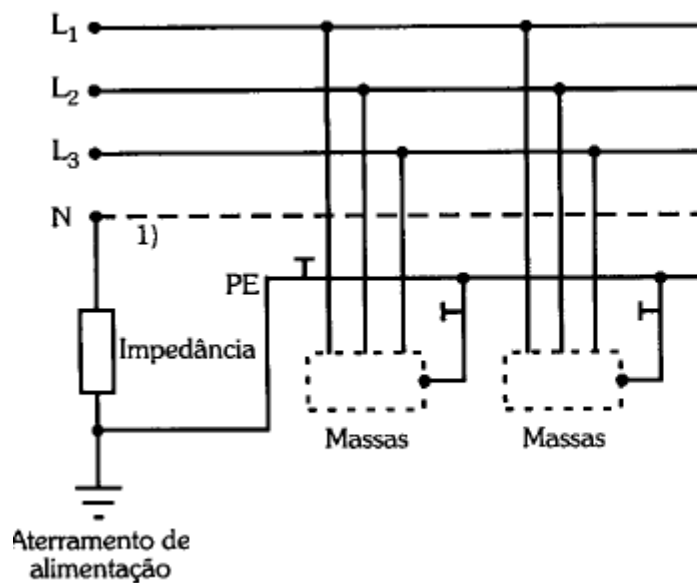 L1
L2
L3
N
1)
PE
Impedância
Massas
Massas
Aterramento de
alimentação